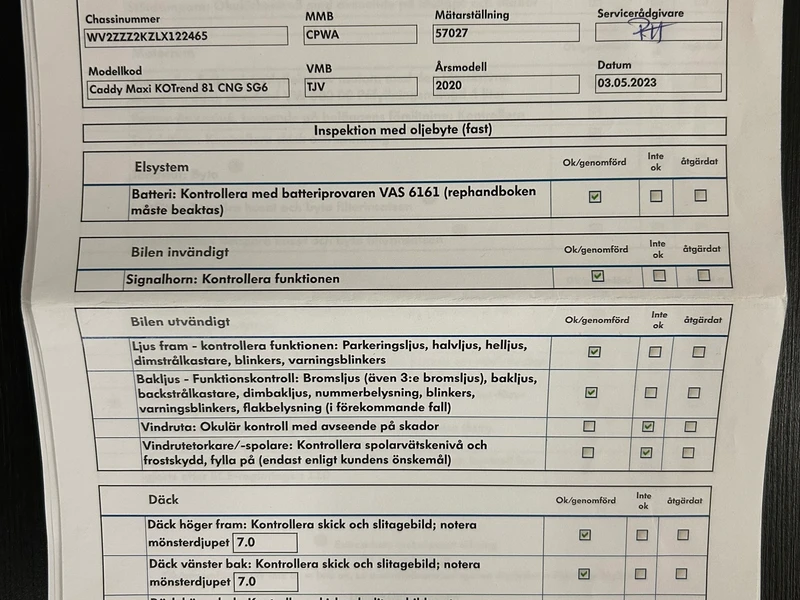 Chassinummer MMB Mätarställning Servicerådgivare
WV2ZZZ2KZLX122465 CPWA 57027
Modellkod VMB Årsmodell Datum
Caddy Maxi KOTrend 81 CNG SG6 TJV 2020 03.05.2023
Inspektion med oljebyte (fast)
Elsystem Ok/genomförd Inte ok åtgärdat
Batteri: Kontrollera med batteriprovaren VAS 6161 (rephandboken
måste beaktas)
Bilen invändigt Ok/genomförd Inte ok åtgärdat
Signalhorn: Kontrollera funktionen
Bilen utvändigt Ok/genomförd Inte ok åtgärdat
Ljus fram - kontrollera funktionen: Parkeringsljus, halvljus, helljus,
dimstrålkastare, blinkers, varningsblinkers
Bakljus - Funktionskontroll: Bromsljus (även 3:e bromsljus), bakljus,
backstrålkastare, dimbakljus, nummerbelysning, blinkers,
varningsblinkers, flakbelysning (i förekommande fall)
Vindruta: Okulär kontroll med avseende på skador
Vindrutetorkare/-spolare: Kontrollera spolarvätskenivå och
frostskydd, fylla på (endast enligt kundens önskemål)
Däck Ok/genomförd Inte ok åtgärdat
Däck höger fram: Kontrollera skick och slitagebild; notera
mönsterdjupet 7.0
Däck vänster bak: Kontrollera skick och slitagebild; notera
mönsterdjupet 7.0